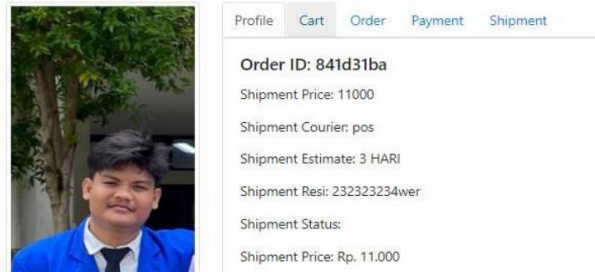 Profile Cart Order Payment Shipment
Order ID: 841d31ba
Shipment Price: 11000
Shipment Courier: pos
Shipment Estimate: 3 HARI
Shipment Resi: 232323234wer
Shipment Status:
Shipment Price: Rp. 11.000